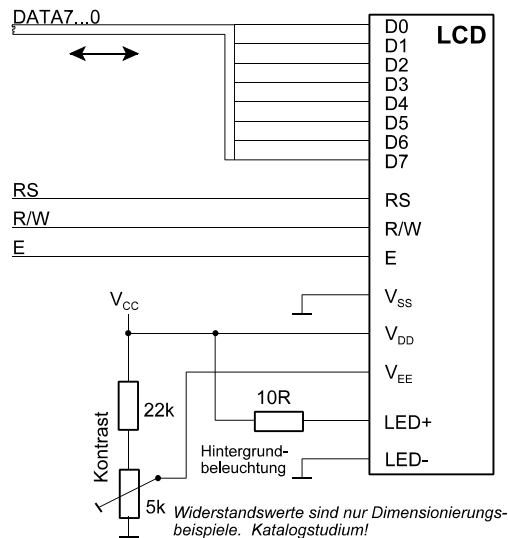 DATA7...0
LCD
D0
D1
D2
D3
D4
D5
D6
D7
RS
RS
R/W
R/W
E
E
VCC
VSS
VDD
VEE
10R
22k
Kontrast
LED+
Hintergrund-
beleuchtung
LED-
5k
Widerstandswerte sind nur Dimensionierungs-
beispiele. Katalogstudium!